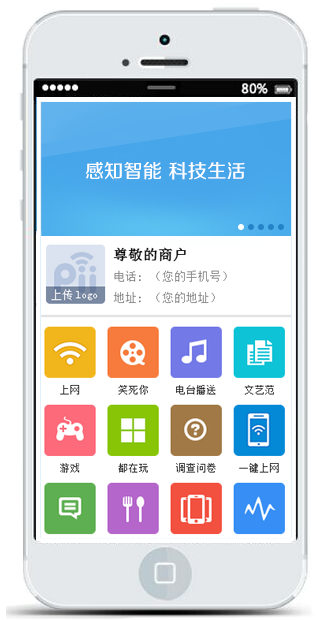 80%
感知智能 科技生活
尊敬的商户
电话：（您的手机号）
地址：（您的地址）
pii
上传logo
上网
笑死你
电台播送
文艺范
游戏
都在玩
调查问卷
一键上网